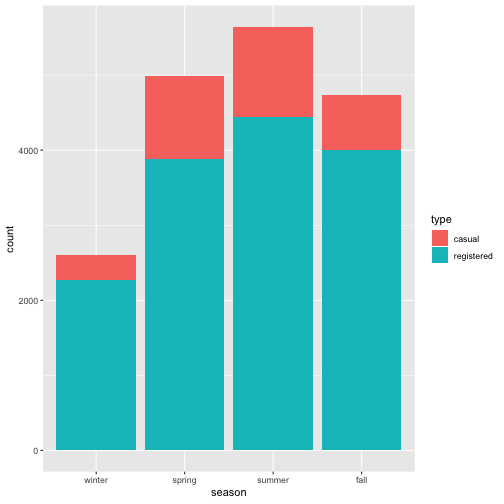 count
4000
2000
0
winter spring summer fall
season
type
casual
registered